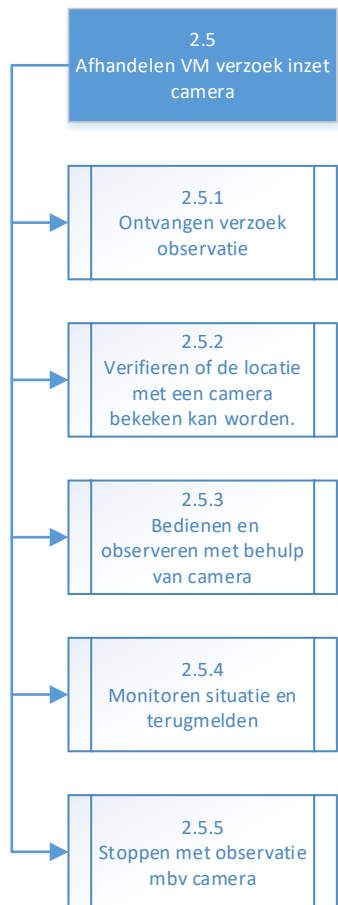 2.5
Afhandelen VM verzoek inzet
camera
2.5.1
Ontvangen verzoek
observatie
2.5.2
Verifieren of de locatie
met een camera
bekeken kan worden.
2.5.3
Bedienen en
observeren met behulp
van camera
2.5.4
Monitoren situatie en
terugmelden
2.5.5
Stoppen met observatie
mbv camera